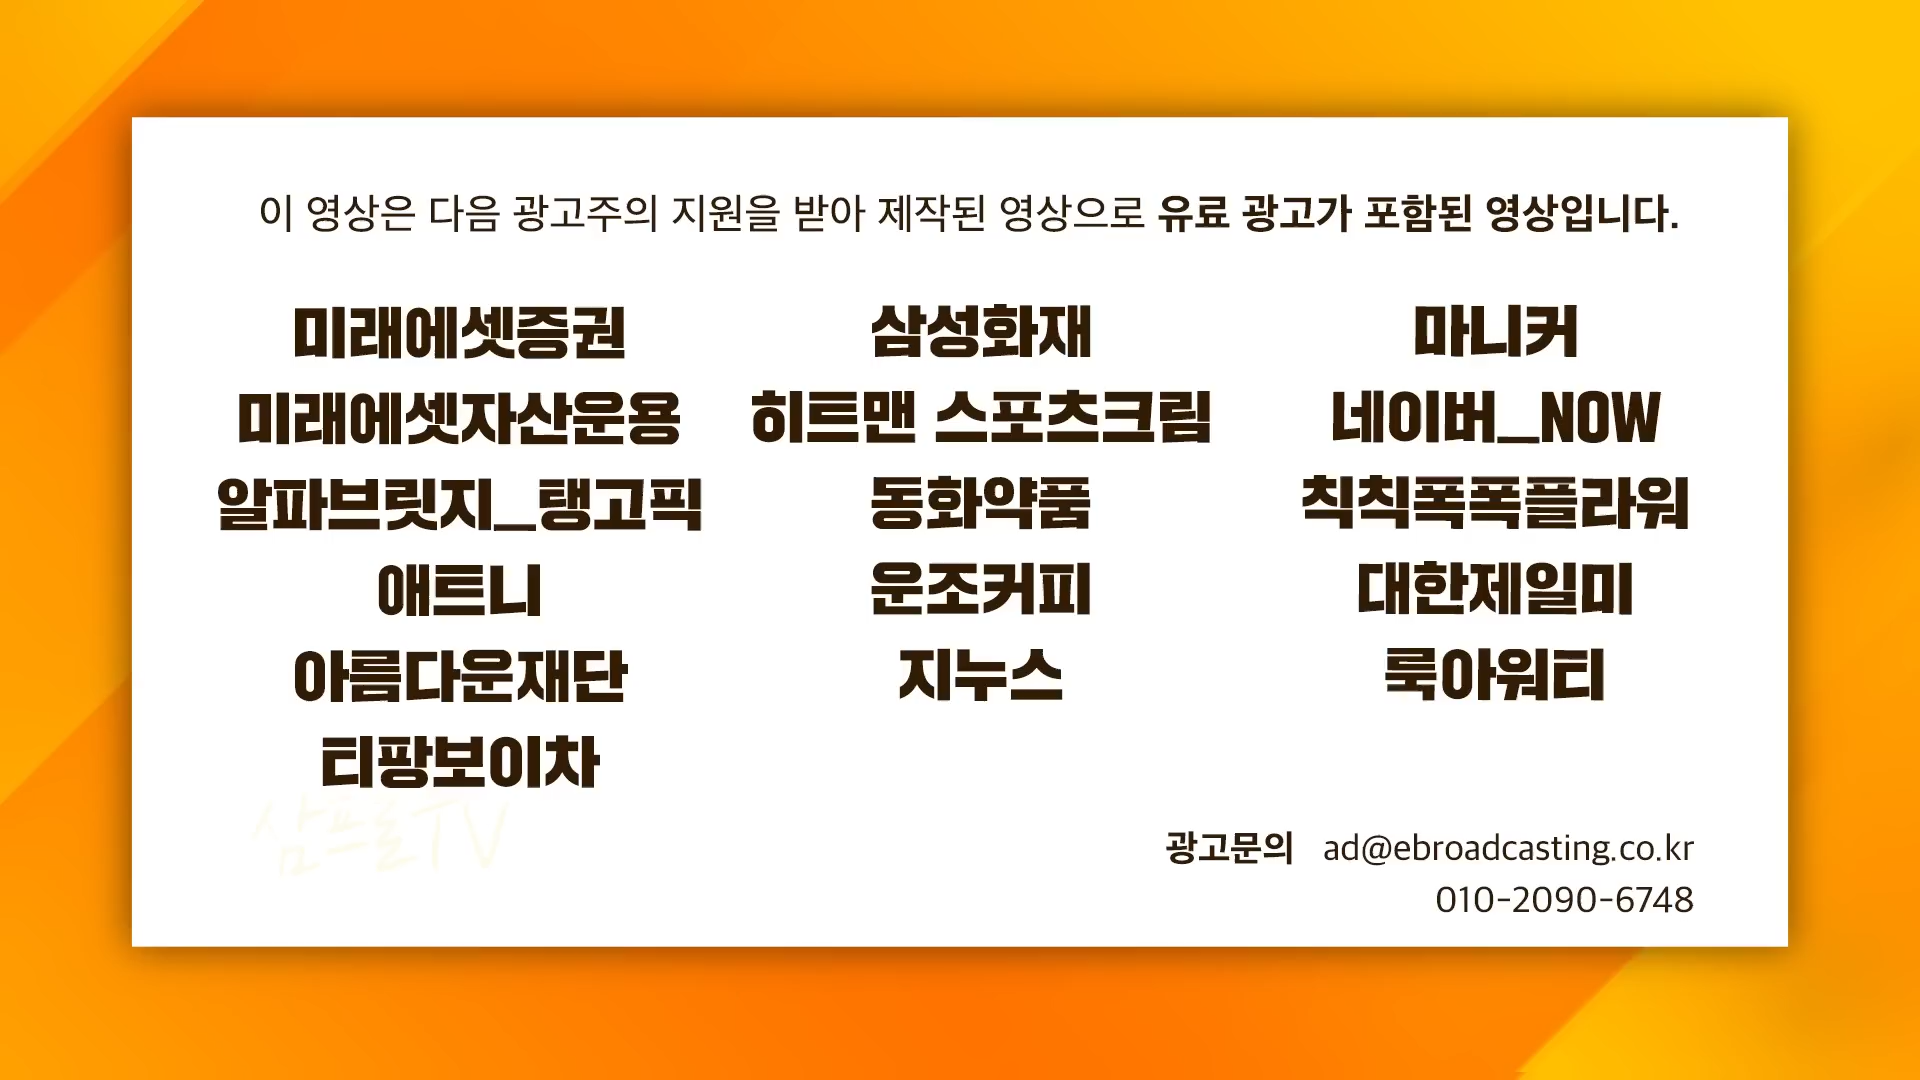 이 영상은 다음 광고주의 지원을 받아 제작된 영상으로 유료 광고가 포함된 영상입니다.
미래에셋증권
미래에셋자산운용
알파브릿지_탱고픽
애트니
아름다운재단
티팡보이차
삼성화재
히트맨 스포츠크림
동화약품
운조커피
지누스
마니커
네이버_NOW
칙칙폭폭플라워
대한제일미
룩아워티
삼프로TV
광고문의 ad@ebroadcasting.co.kr
010-2090-6748